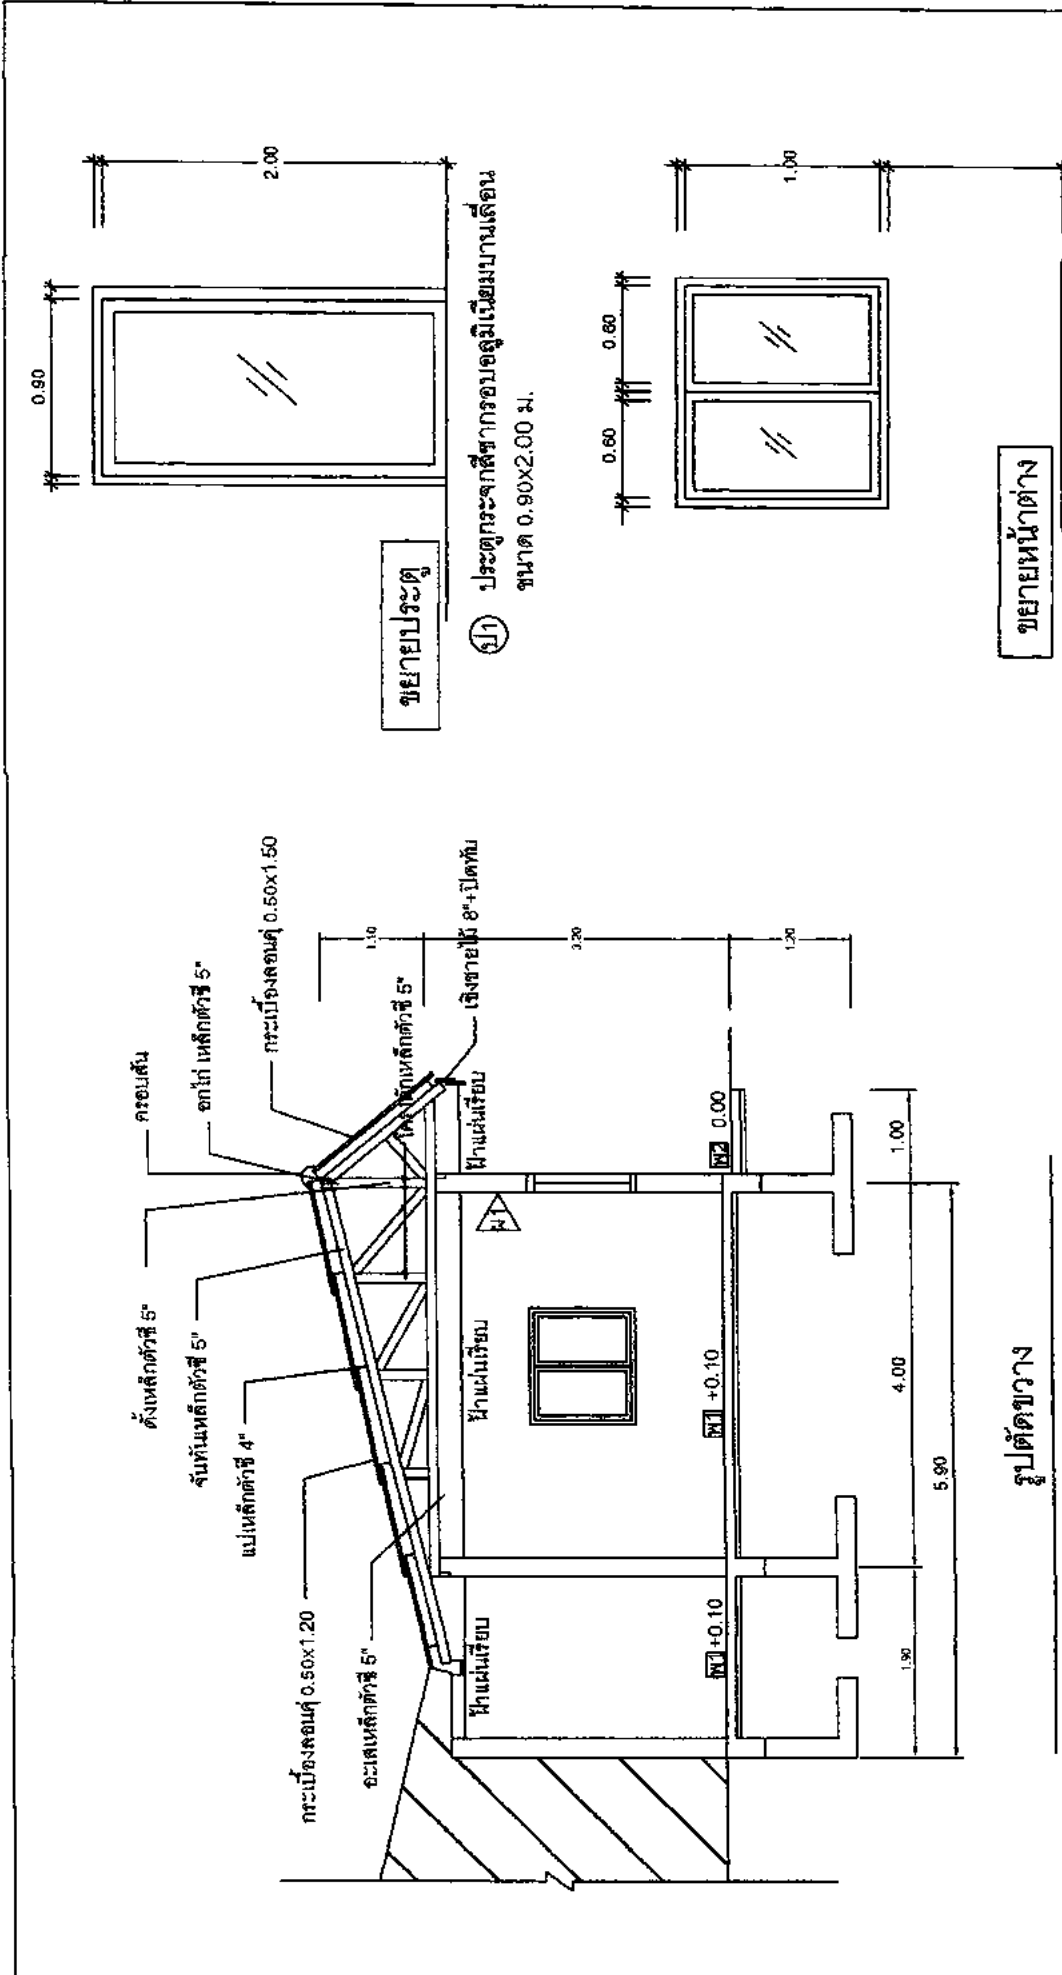 ครอบสัน
อกไก่ เหล็กตัวซี 5"
กระเบื้องลอนคู่ 0.50x1.50
ดั้งเหล็กตัวซี 5"
จันทันเหล็กตัวซี 5"
แปเหล็กตัวซี 4"
กระเบื้องลอนคู่ 0.50x1.20
อะเสเหล็กตัวซี 5"
เหล็กตัวซี 5"
เชิงชายไม้ 8"+ปิดทับ
ฝ้าแผ่นเรียบ
ฝ้าแผ่นเรียบ
ฝ้าแผ่นเรียบ
1.10
3.20
1.20
น1
พ1 +0.10
พ1 +0.10
พ2 0.00
1.90
4.00
1.00
5.90
รูปตัดขวาง
0.90
2.00
ขยายประตู
ป1 ประตูกระจกสีชากรอบอลูมิเนียมบานเลื่อน
ขนาด 0.90x2.00 ม.
0.60
0.60
1.00
ขยายหน้าต่าง